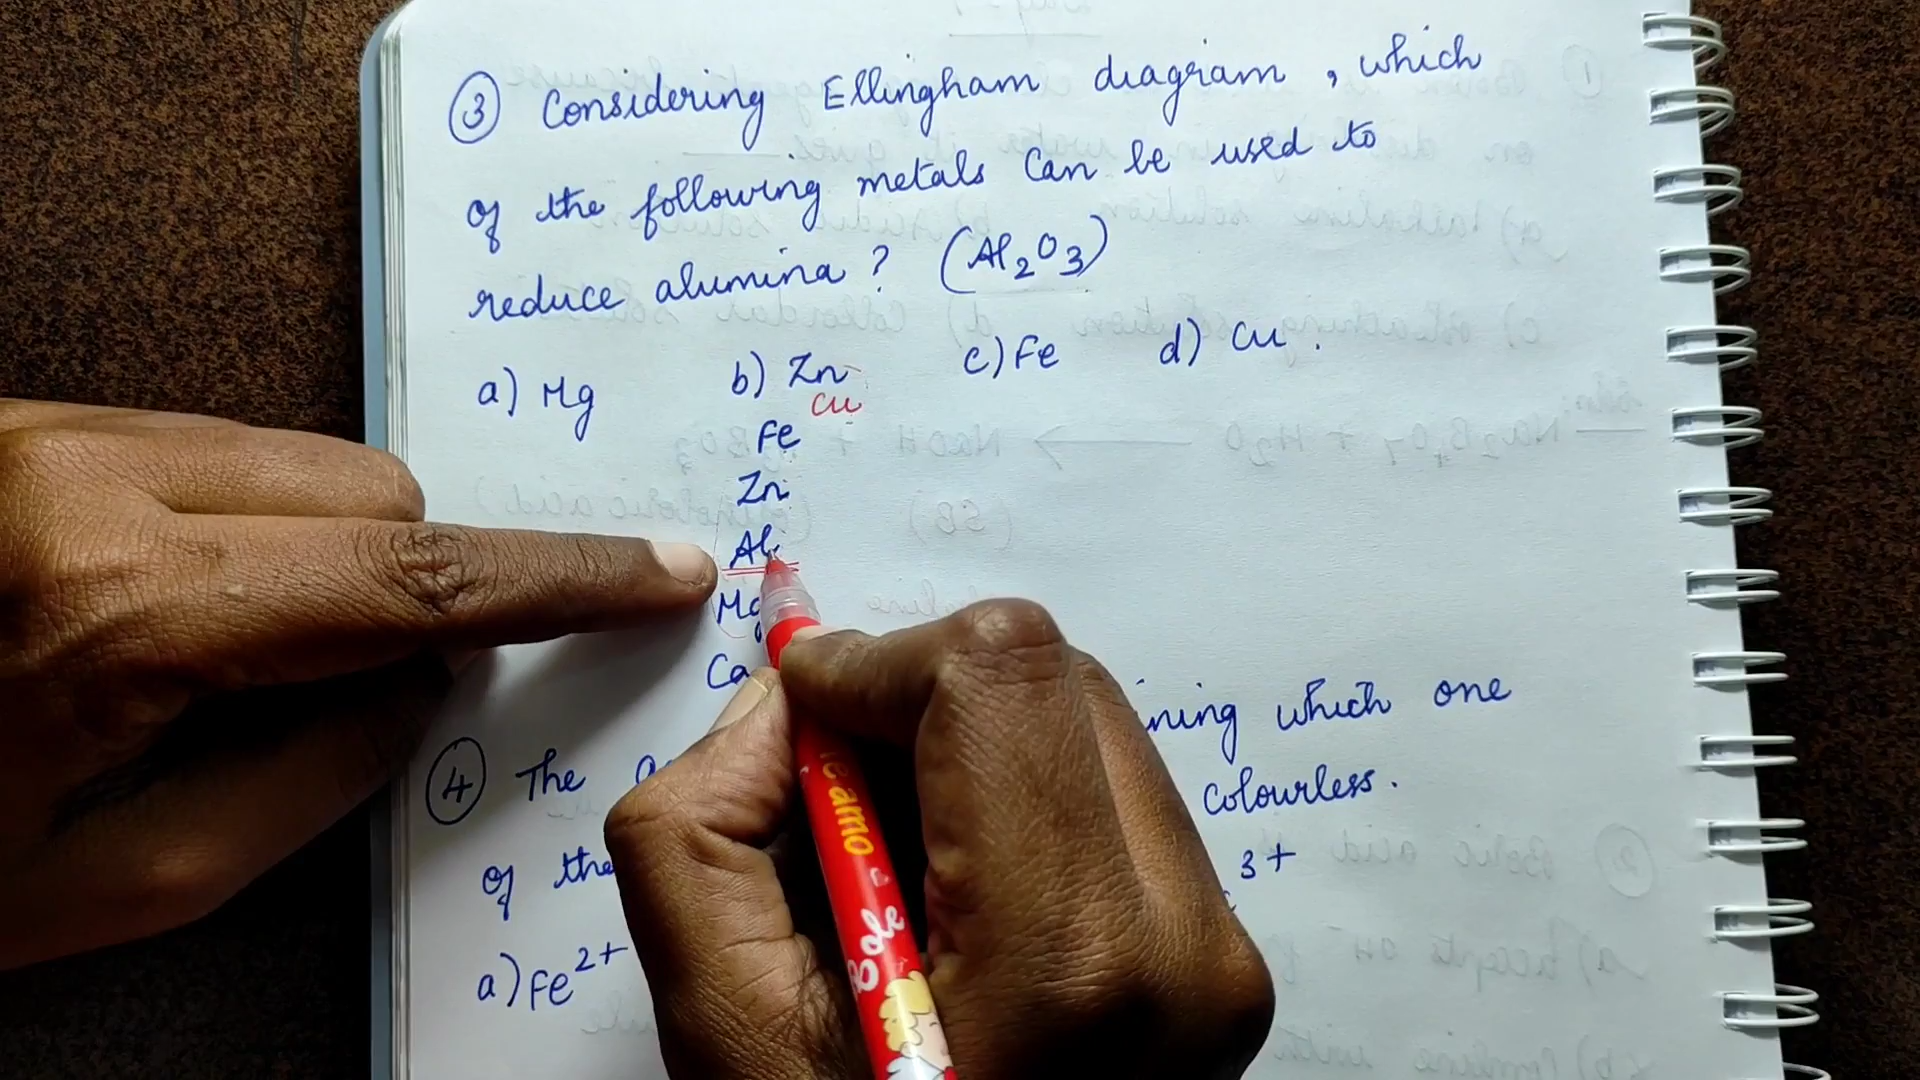 ③ Considering Ellingham diagram, which
of the following metals can be used to
reduce alumina? (Al₂O₃)
a) Mg b) Zn c) Fe d) Cu.
Cu
Fe
Zn
Al
Mg
Ca
④ The which one
of the colourless.
a) Fe²⁺ 3+